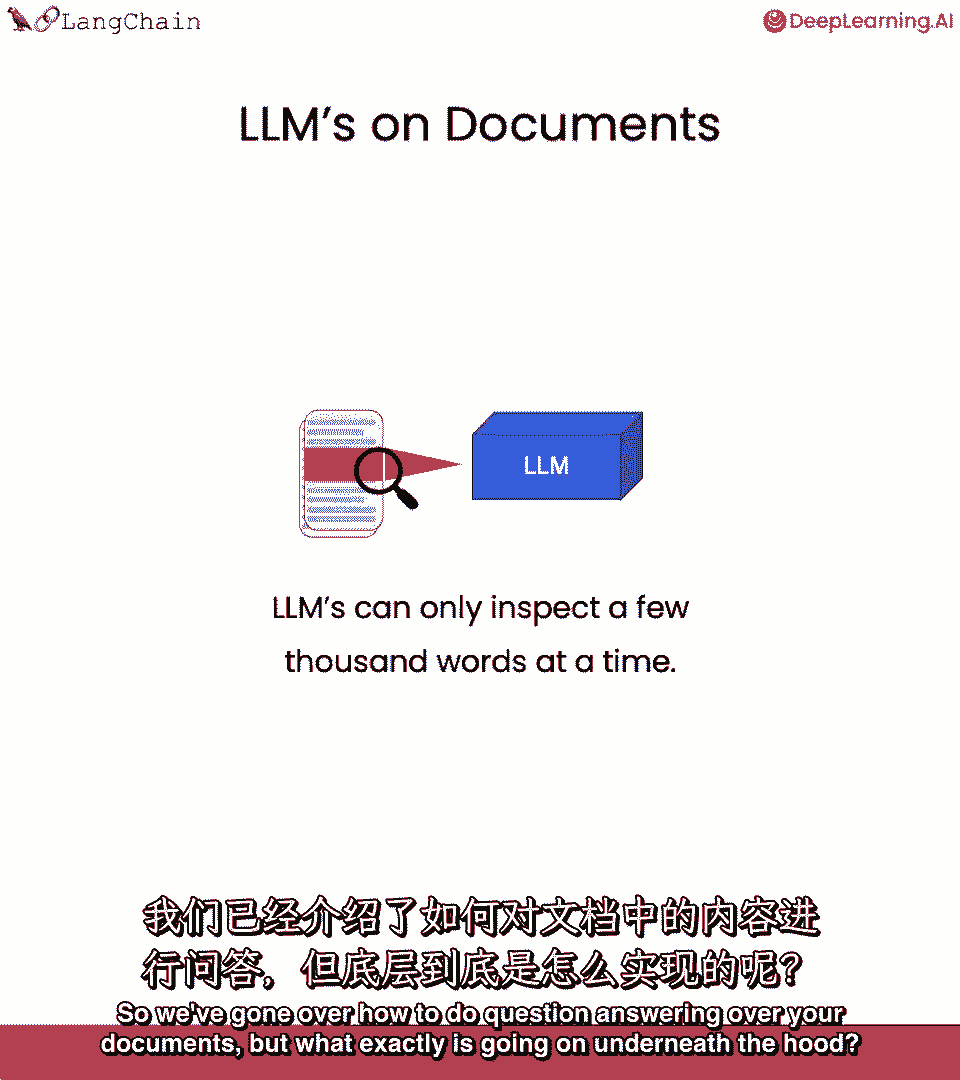 LangChain
DeepLearning.AI
LLM's on Documents
LLM
LLM's can only inspect a few
thousand words at a time.
我们已经介绍了如何对文档中的内容进
行问答，但底层到底是怎么实现的呢？
So we've gone over how to do question answering over your
documents, but what exactly is going on underneath the hood?